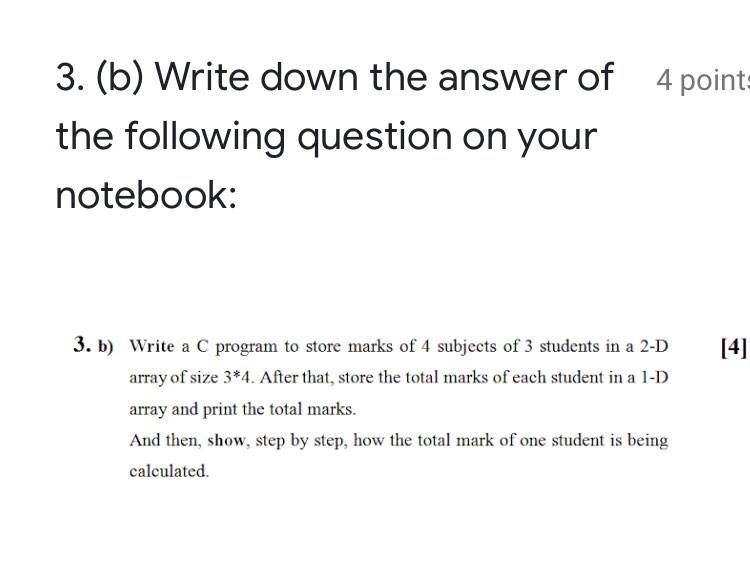 3. (b) Write down the answer of 4 points
the following question on your
notebook:
3. b) Write a C program to store marks of 4 subjects of 3 students in a 2-D [4]
array of size 3*4. After that, store the total marks of each student in a 1-D
array and print the total marks.
And then, show, step by step, how the total mark of one student is being
calculated.